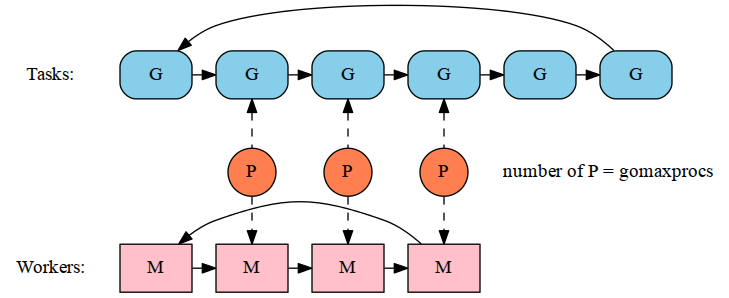 Tasks: G G G G G G
P P P number of P = gomaxprocs
Workers: M M M M